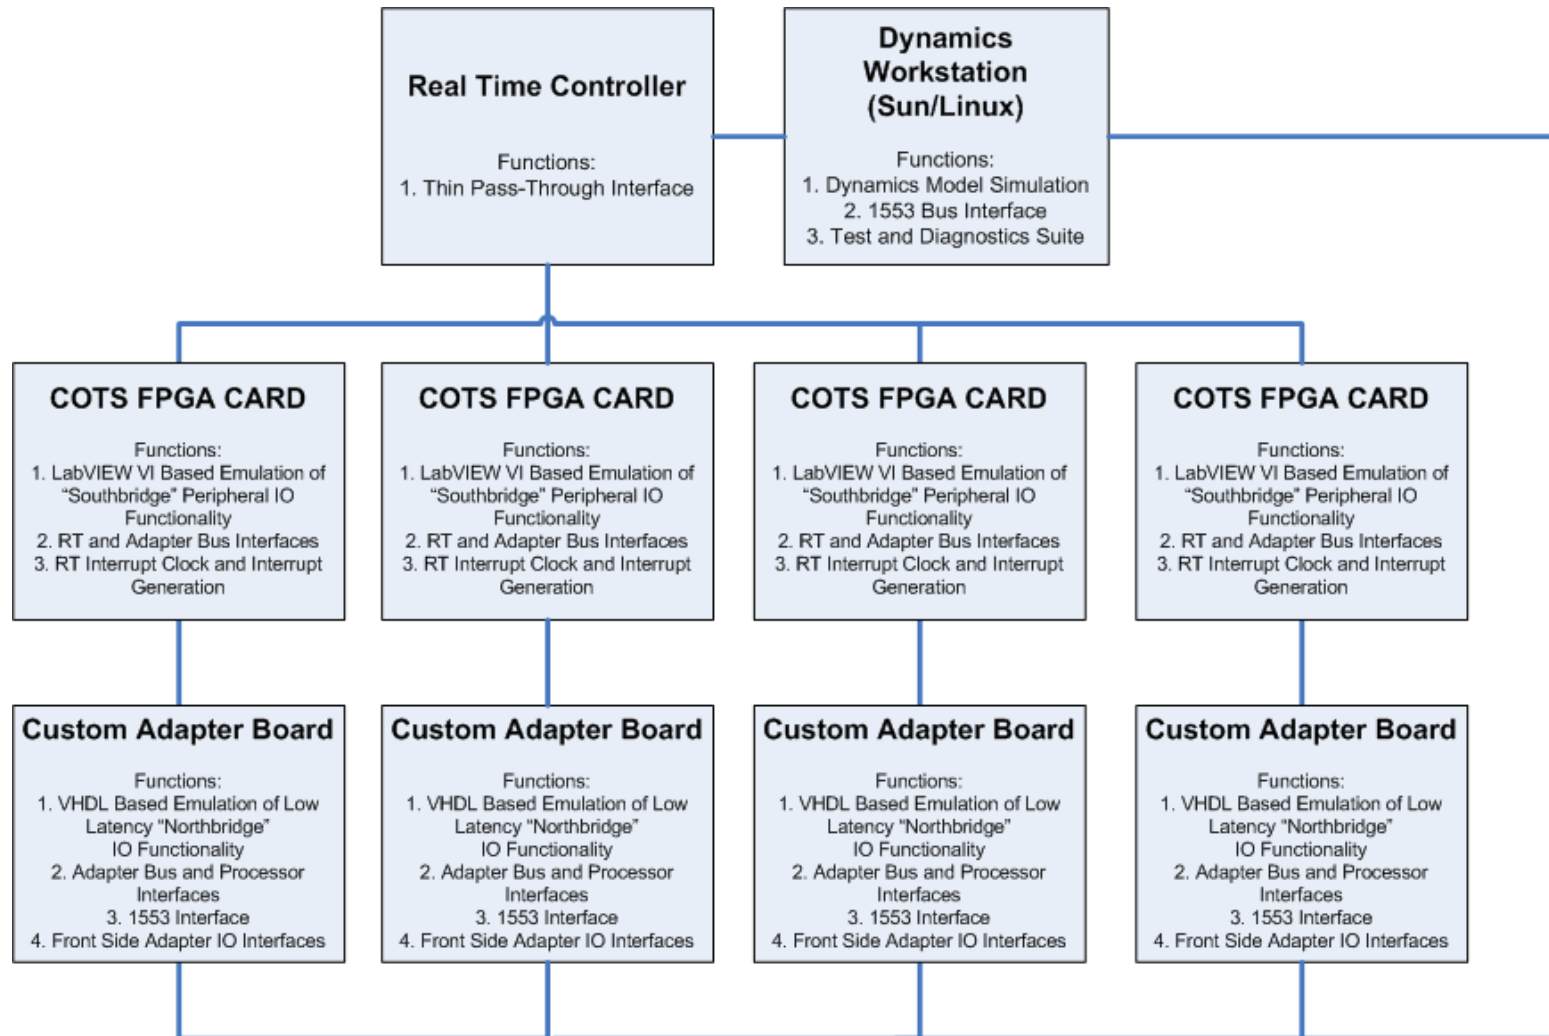 Real Time Controller
Functions:
1. Thin Pass-Through Interface
Dynamics
Workstation
(Sun/Linux)
Functions:
1. Dynamics Model Simulation
2. 1553 Bus Interface
3. Test and Diagnostics Suite
COTS FPGA CARD
Functions:
1. LabVIEW VI Based Emulation of
“Southbridge” Peripheral IO
Functionality
2. RT and Adapter Bus Interfaces
3. RT Interrupt Clock and Interrupt
Generation
COTS FPGA CARD
Functions:
1. LabVIEW VI Based Emulation of
“Southbridge” Peripheral IO
Functionality
2. RT and Adapter Bus Interfaces
3. RT Interrupt Clock and Interrupt
Generation
COTS FPGA CARD
Functions:
1. LabVIEW VI Based Emulation of
“Southbridge” Peripheral IO
Functionality
2. RT and Adapter Bus Interfaces
3. RT Interrupt Clock and Interrupt
Generation
COTS FPGA CARD
Functions:
1. LabVIEW VI Based Emulation of
“Southbridge” Peripheral IO
Functionality
2. RT and Adapter Bus Interfaces
3. RT Interrupt Clock and Interrupt
Generation
Custom Adapter Board
Functions:
1. VHDL Based Emulation of Low
Latency “Northbridge”
IO Functionality
2. Adapter Bus and Processor
Interfaces
3. 1553 Interface
4. Front Side Adapter IO Interfaces
Custom Adapter Board
Functions:
1. VHDL Based Emulation of Low
Latency “Northbridge”
IO Functionality
2. Adapter Bus and Processor
Interfaces
3. 1553 Interface
4. Front Side Adapter IO Interfaces
Custom Adapter Board
Functions:
1. VHDL Based Emulation of Low
Latency “Northbridge”
IO Functionality
2. Adapter Bus and Processor
Interfaces
3. 1553 Interface
4. Front Side Adapter IO Interfaces
Custom Adapter Board
Functions:
1. VHDL Based Emulation of Low
Latency “Northbridge”
IO Functionality
2. Adapter Bus and Processor
Interfaces
3. 1553 Interface
4. Front Side Adapter IO Interfaces